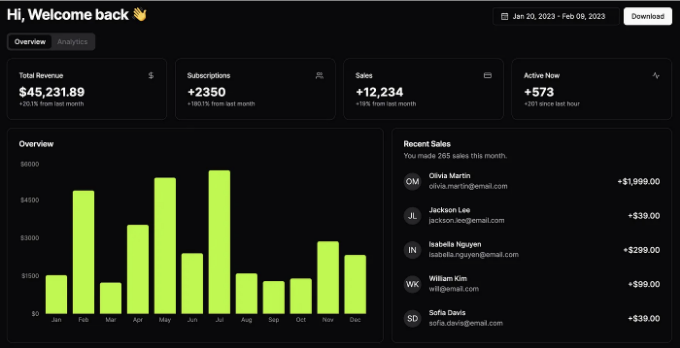 Hi, Welcome back 👋
Jan 20, 2023 - Feb 09, 2023
Download
Overview
Analytics
Total Revenue
$
$45,231.89
+20.1% from last month
Subscriptions
+2350
+180.1% from last month
Sales
+12,234
+19% from last month
Active Now
+573
+201 since last hour
Overview
$6000
$4500
$3000
$1500
$0
Jan Feb Mar Apr May Jun Jul Aug Sep Oct Nov Dec
Recent Sales
You made 265 sales this month.
OM
Olivia Martin
olivia.martin@email.com
+$1,999.00
JL
Jackson Lee
jackson.lee@email.com
+$39.00
IN
Isabella Nguyen
isabella.nguyen@email.com
+$299.00
WK
William Kim
will@email.com
+$99.00
SD
Sofia Davis
sofia.davis@email.com
+$39.00